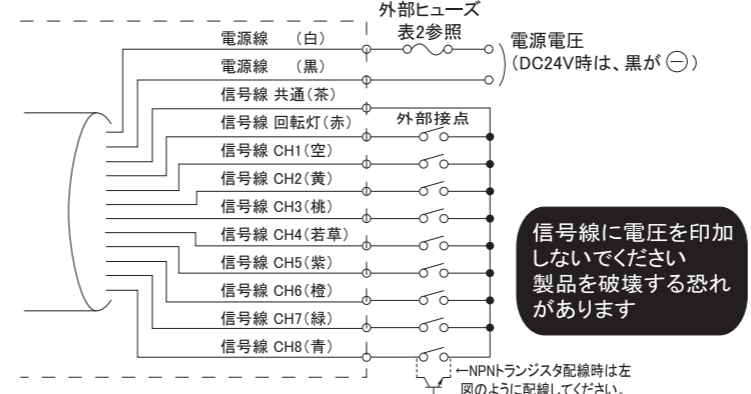 外部ヒューズ
表2参照
電源線 (白)
電源電圧
(DC24V時は、黒が㊀)
電源線 (黒)
信号線 共通(茶)
信号線 回転灯(赤)
外部接点
信号線 CH1(空)
信号線 CH2(黄)
信号線 CH3(桃)
信号線 CH4(若草)
信号線 CH5(紫)
信号線 CH6(橙)
信号線 CH7(緑)
信号線 CH8(青)
信号線に電圧を印加
しないでください
製品を破壊する恐れ
があります
←NPNトランジスタ配線時は左
図のように配線してください。